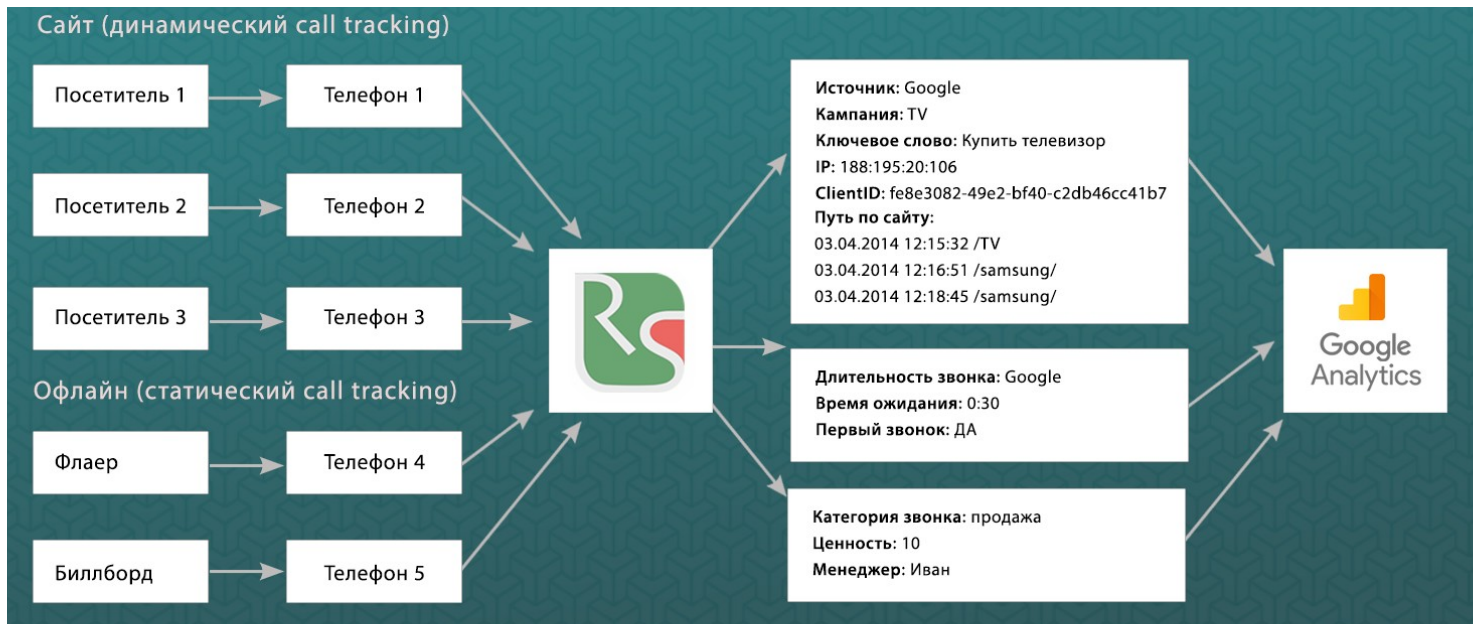 Сайт (динамический call tracking)
Посетитель 1
Телефон 1
Посетитель 2
Телефон 2
Посетитель 3
Телефон 3
Офлайн (статический call tracking)
Флаер
Телефон 4
Биллборд
Телефон 5
RS
Источник: Google
Кампания: TV
Ключевое слово: Купить телевизор
IP: 188:195:20:106
ClientID: fe8e3082-49e2-bf40-c2db46cc41b7
Путь по сайту:
03.04.2014 12:15:32 /TV
03.04.2014 12:16:51 /samsung/
03.04.2014 12:18:45 /samsung/
Длительность звонка: Google
Время ожидания: 0:30
Первый звонок: ДА
Категория звонка: продажа
Ценность: 10
Менеджер: Иван
Google
Analytics